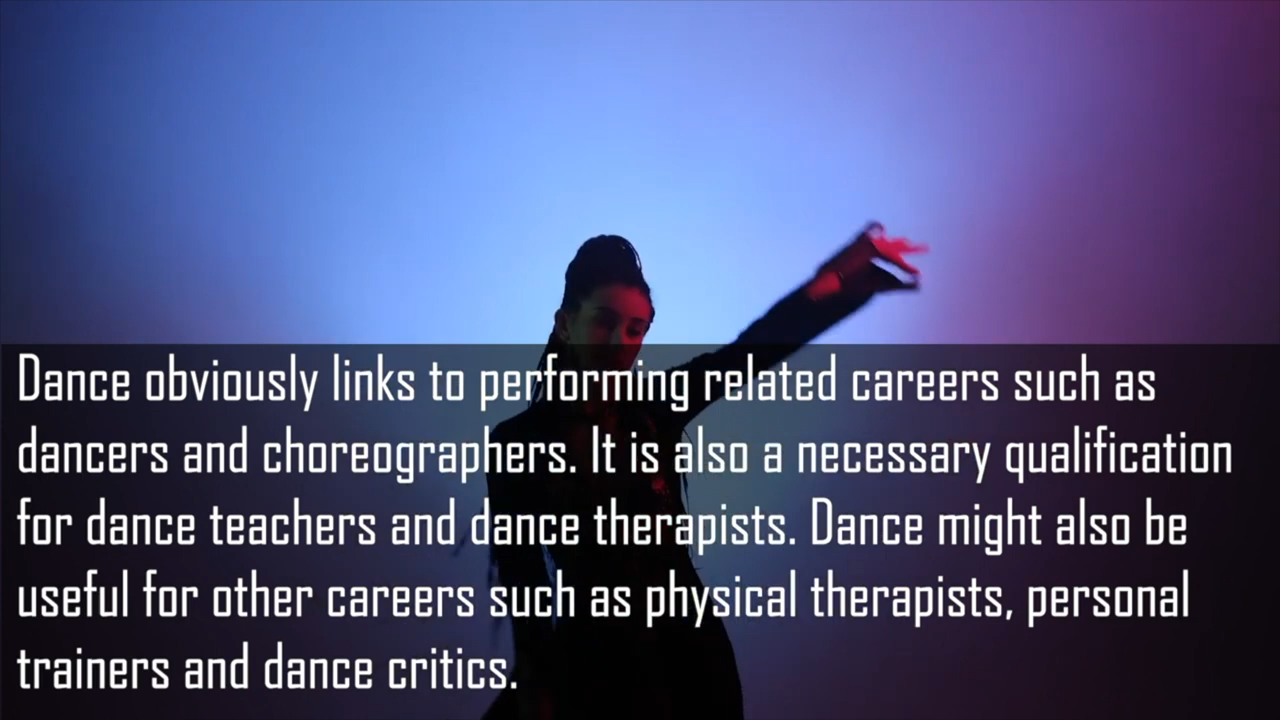 Dance obviously links to performing related careers such as
dancers and choreographers. It is also a necessary qualification
for dance teachers and dance therapists. Dance might also be
useful for other careers such as physical therapists, personal
trainers and dance critics.